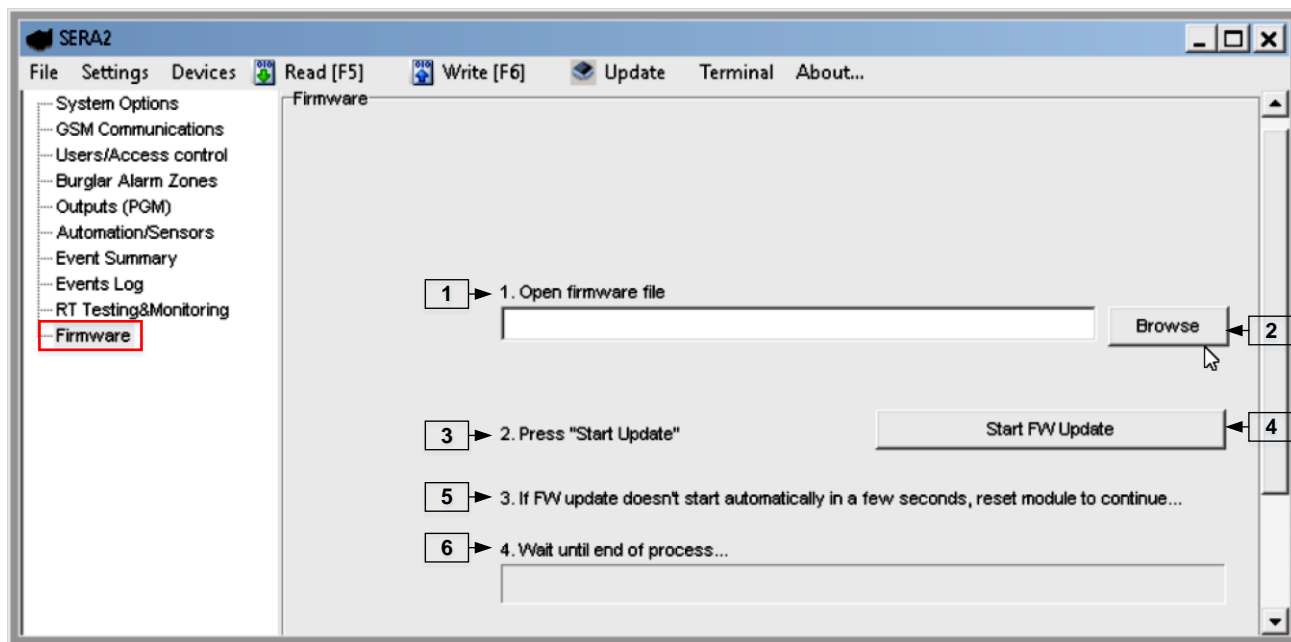 SERA2
File Settings Devices Read [F5] Write [F6] Update Terminal About...
System Options
GSM Communications
Users/Access control
Burglar Alarm Zones
Outputs (PGM)
Automation/Sensors
Event Summary
Events Log
RT Testing&Monitoring
Firmware
Firmware
1 1. Open firmware file
Browse 2
3 2. Press "Start Update" Start FW Update 4
5 3. If FW update doesn't start automatically in a few seconds, reset module to continue...
6 4. Wait until end of process...